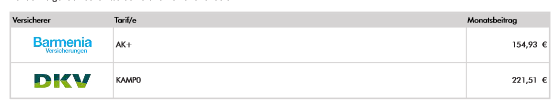 Versicherer Tarif/e Monatsbeitrag
Barmenia
Versicherungen
AK+ 154,93 €
DKV KAMP0 221,51 €